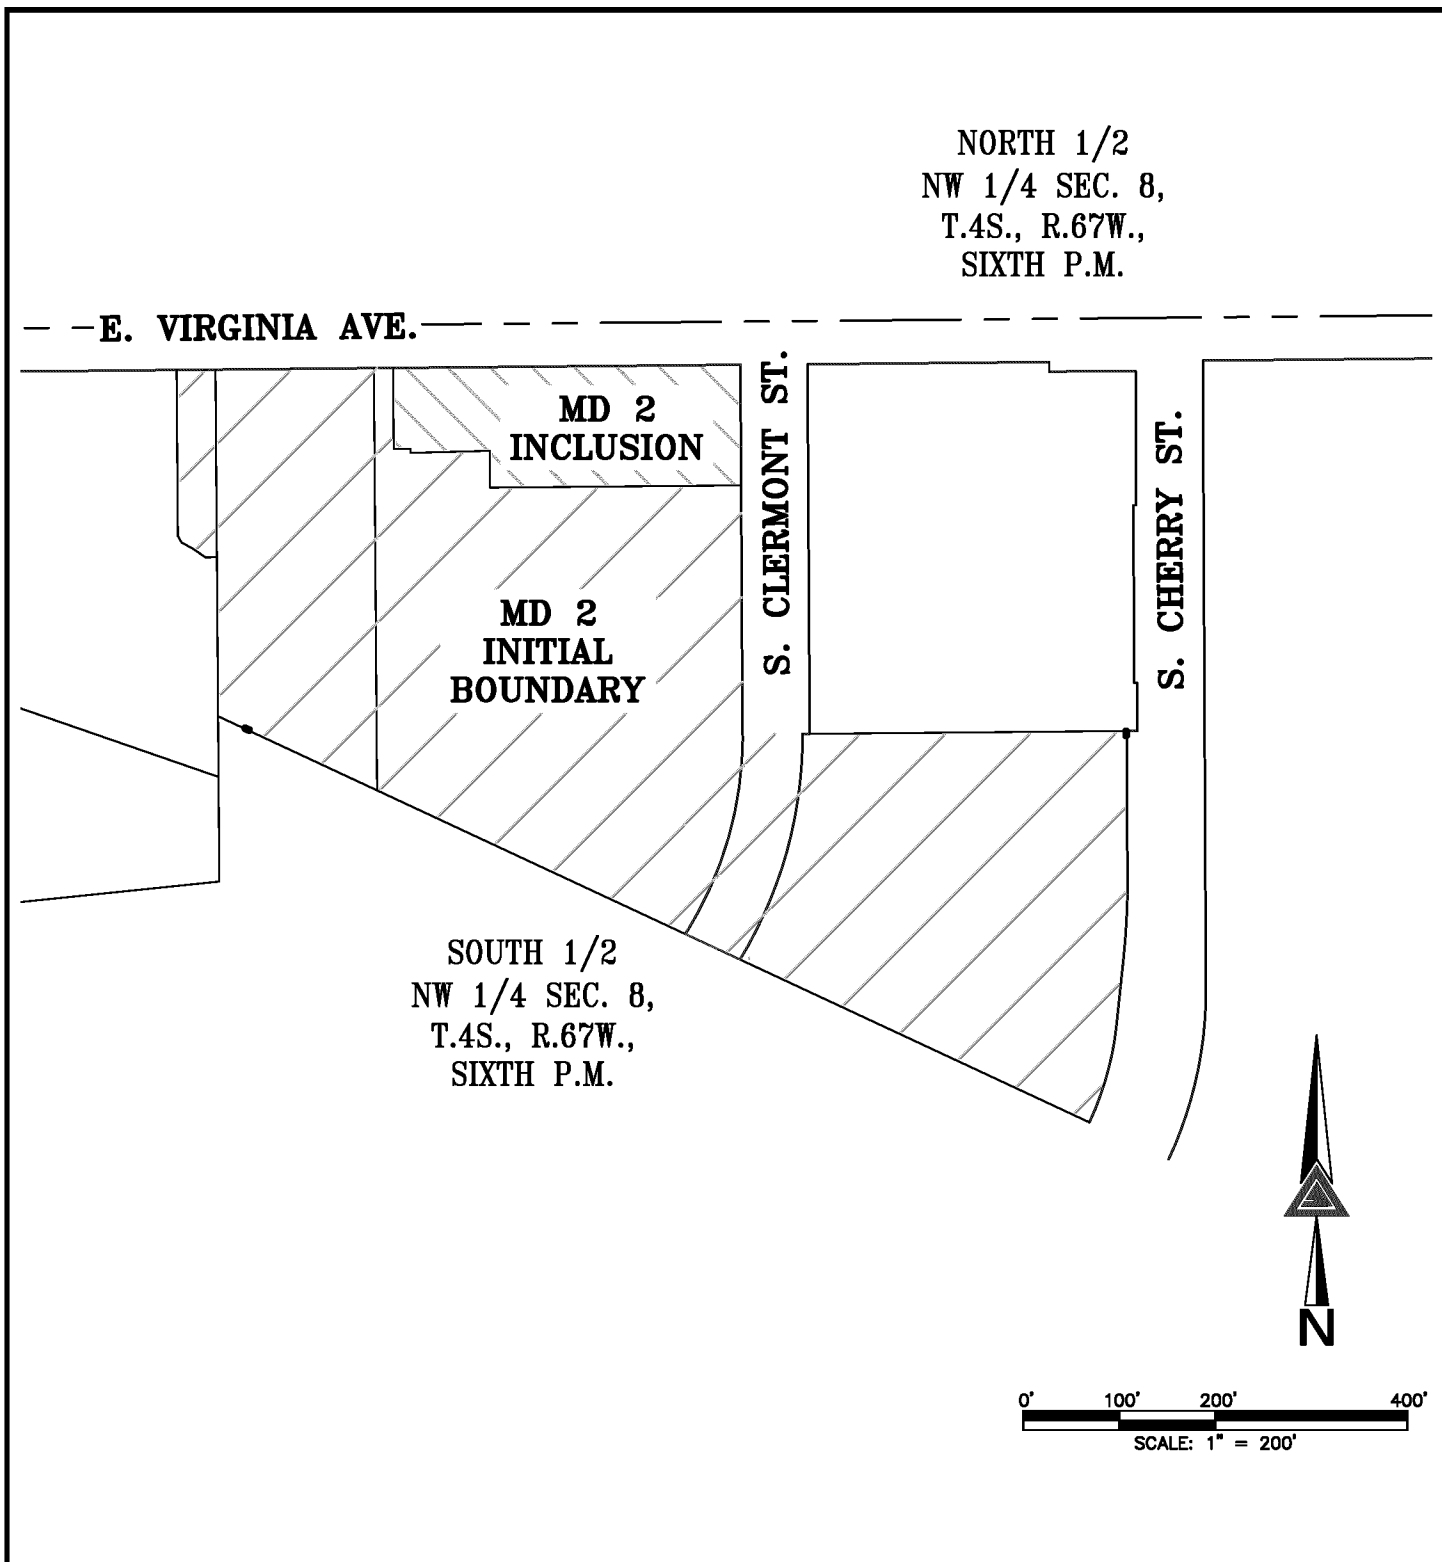 NORTH 1/2
NW 1/4 SEC. 8,
T.4S., R.67W.,
SIXTH P.M.
E. VIRGINIA AVE.
MD 2
INCLUSION
S. CLERMONT ST.
S. CHERRY ST.
MD 2
INITIAL
BOUNDARY
SOUTH 1/2
NW 1/4 SEC. 8,
T.4S., R.67W.,
SIXTH P.M.
N
0' 100' 200' 400'
SCALE: 1" = 200'